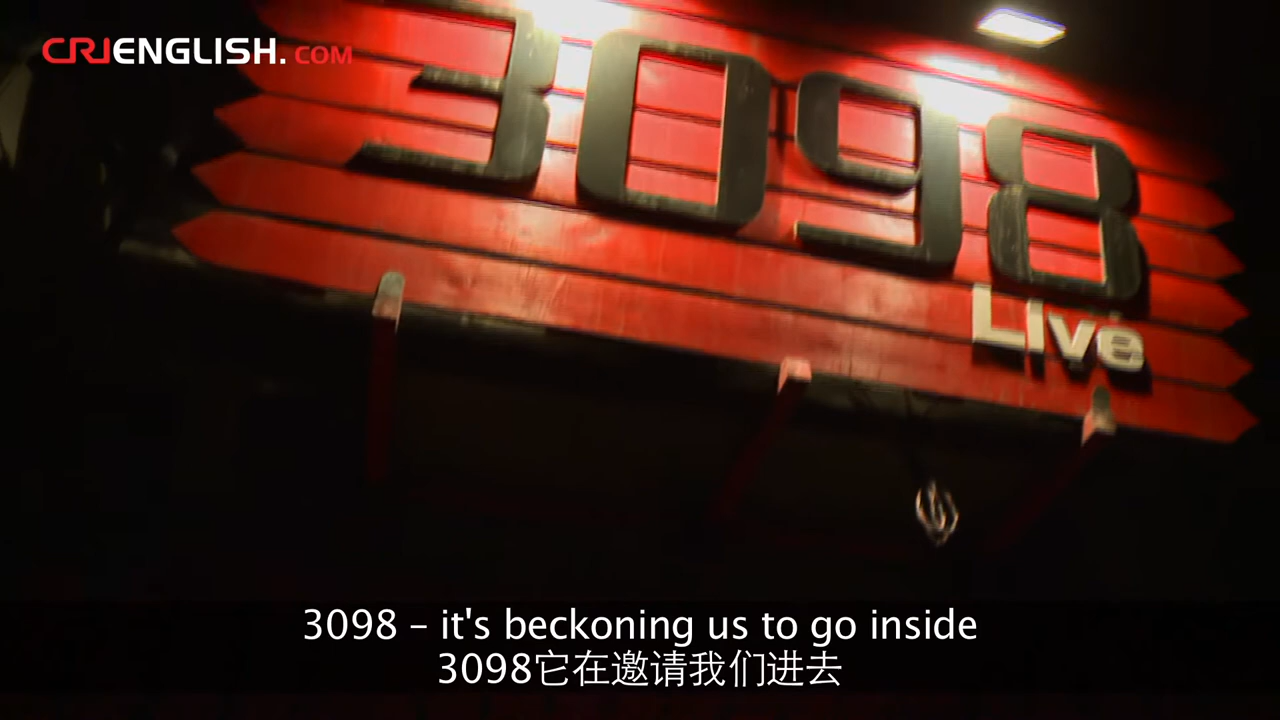 CRIENGLISH.COM
3098
Live
3098 – it's beckoning us to go inside
3098它在邀请我们进去